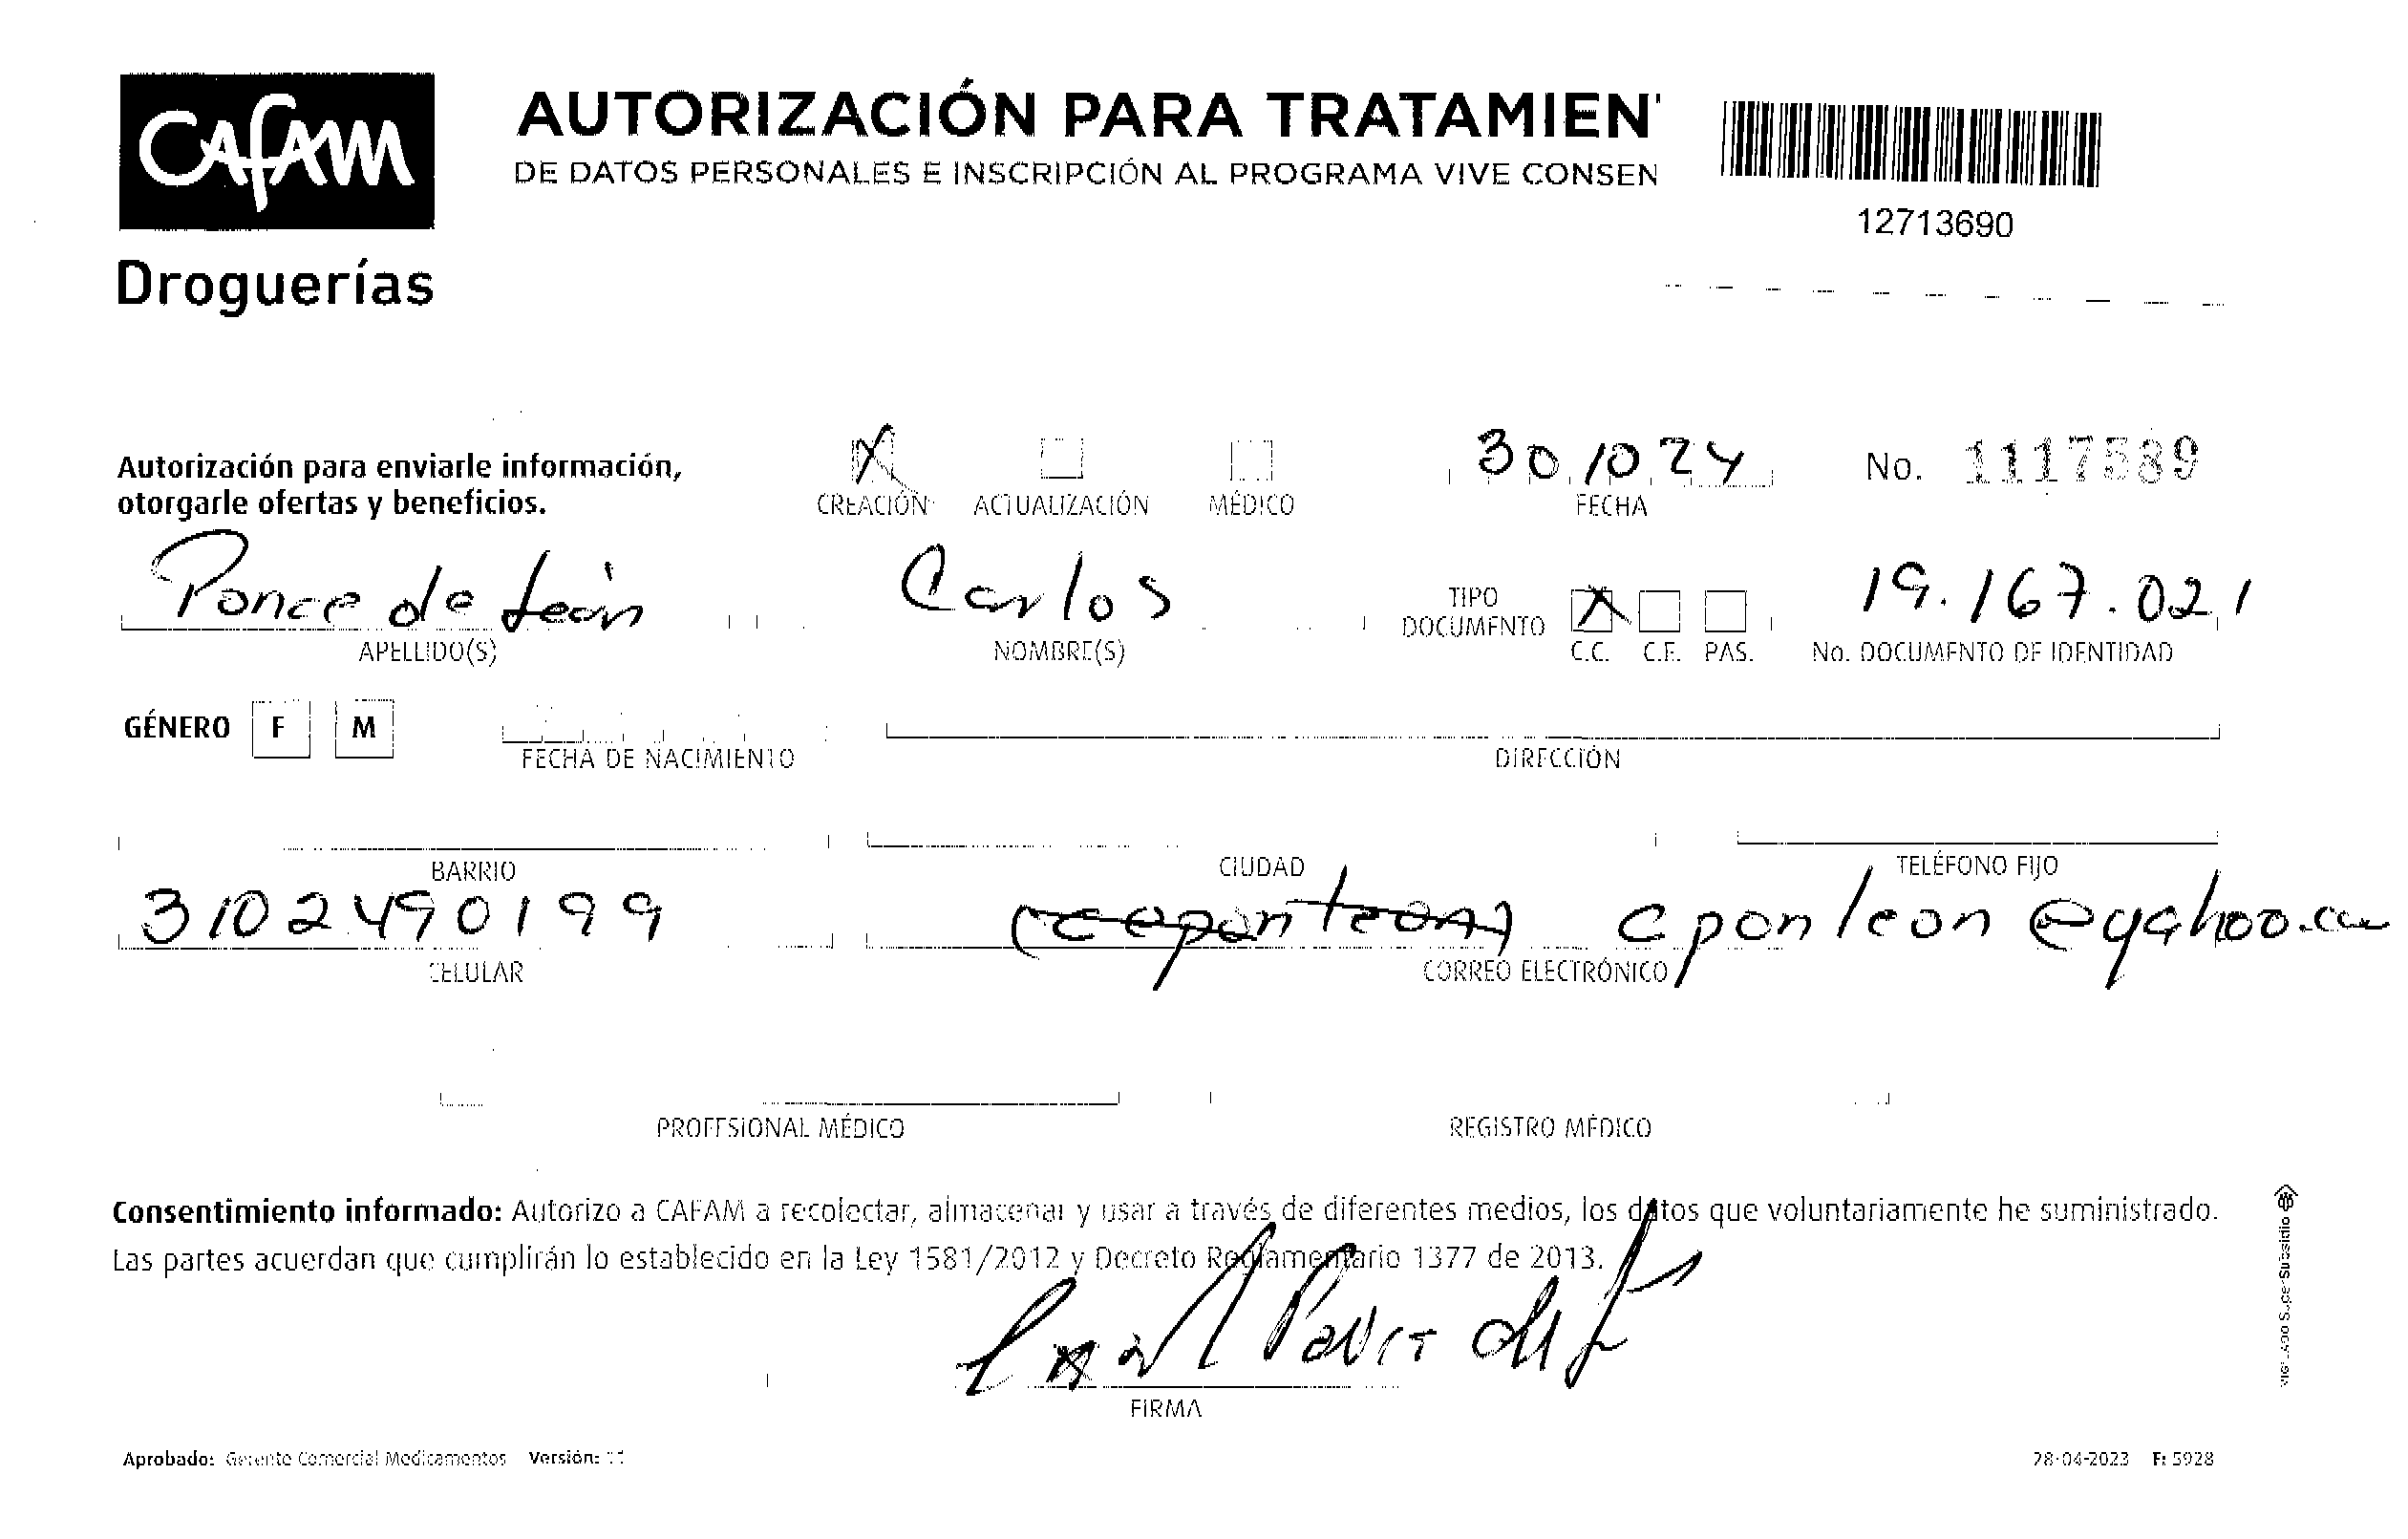 CAFAM
Droguerías
AUTORIZACIÓN PARA TRATAMIEN
DE DATOS PERSONALES E INSCRIPCIÓN AL PROGRAMA VIVE CONSEN
12713690
Autorización para enviarle información,
otorgarle ofertas y beneficios.
X
CREACIÓN ACTUALIZACIÓN MÉDICO
30 10 24
FECHA
No. 1117589
Ponce de León
APELLIDO(S)
Carlos
NOMBRE(S)
TIPO
DOCUMENTO
X
C.C. C.E. PAS.
19.167.021
No. DOCUMENTO DE IDENTIDAD
GÉNERO F M
FECHA DE NACIMIENTO
DIRECCIÓN
BARRIO
CIUDAD
TELÉFONO FIJO
3102490199
CELULAR
cponleon @yahoo.
CORREO ELECTRÓNICO
PROFESIONAL MÉDICO
REGISTRO MÉDICO
Consentimiento informado: Autorizo a CAFAM a recolectar, almacenar y usar a través de diferentes medios, los datos que voluntariamente he suministrado.
Las partes acuerdan que cumplirán lo establecido en la Ley 1581/2012 y Decreto Reglamentario 1377 de 2013.
FIRMA
Aprobado: Gerente Comercial Medicamentos Versión:
28-04-2023 F: 5928
VIGILADO SuperSubsidio